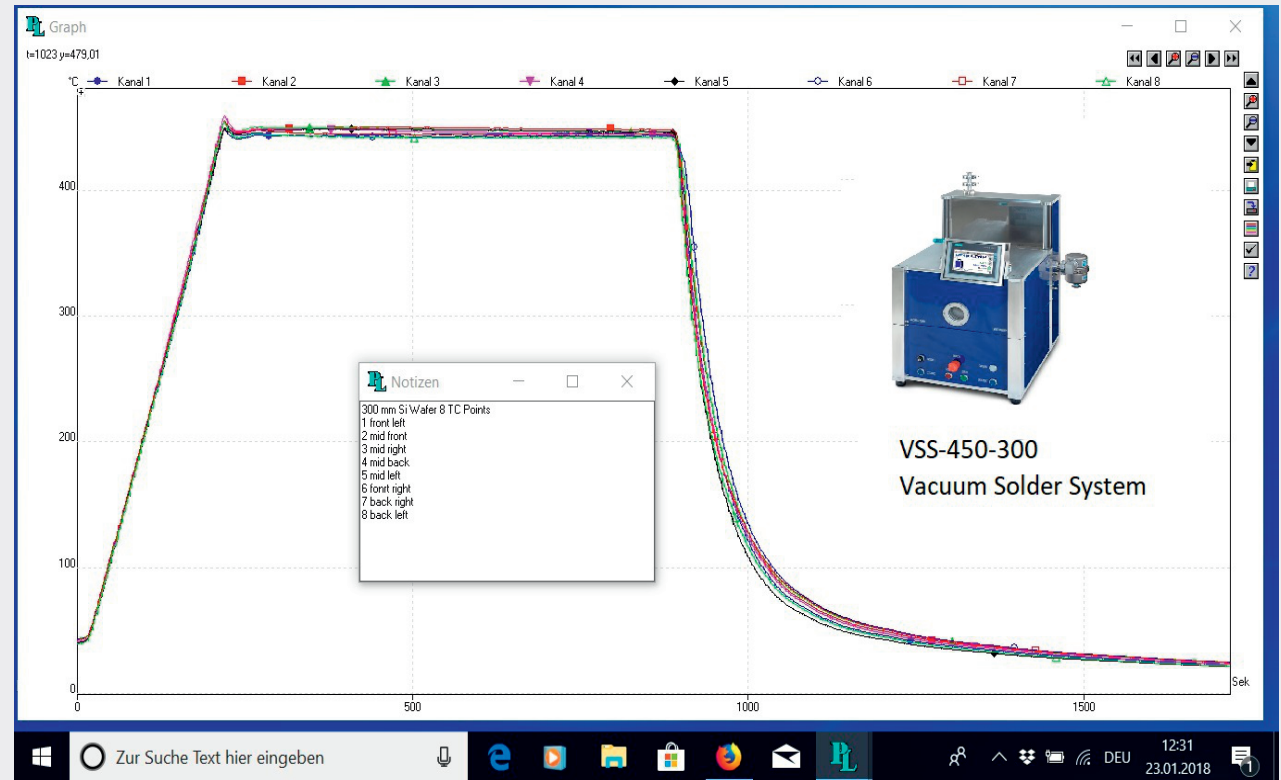 PL Graph
t=1023 y=479,01
°C Kanal 1 Kanal 2 Kanal 3 Kanal 4 Kanal 5 Kanal 6 Kanal 7 Kanal 8
400
300
200
100
0
0 500 1000 1500
Sek
PL Notizen
300 mm Si Wafer 8 TC Points
1 front left
2 mid front
3 mid right
4 mid back
5 mid left
6 fonrt right
7 back right
8 back left
VSS-450-300
Vacuum Solder System
Zur Suche Text hier eingeben
PL
DEU
12:31
23.01.2018
1